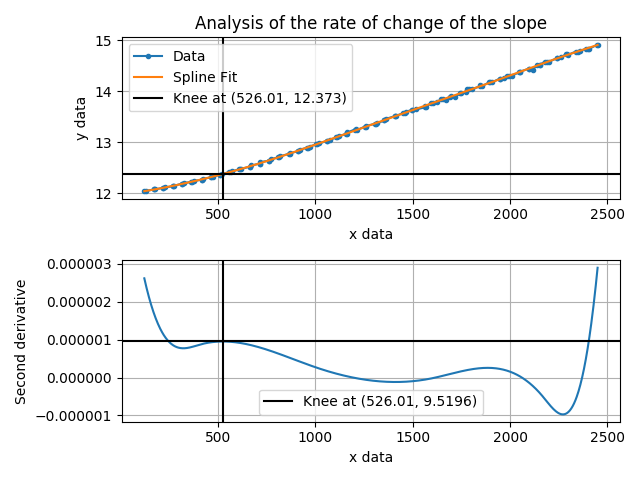 Analysis of the rate of change of the slope
15
14
13
12
y data
Data
Spline Fit
Knee at (526.01, 12.373)
500 1000 1500 2000 2500
x data
0.000003
0.000002
0.000001
0.000000
−0.000001
Second derivative
Knee at (526.01, 9.5196)
500 1000 1500 2000 2500
x data